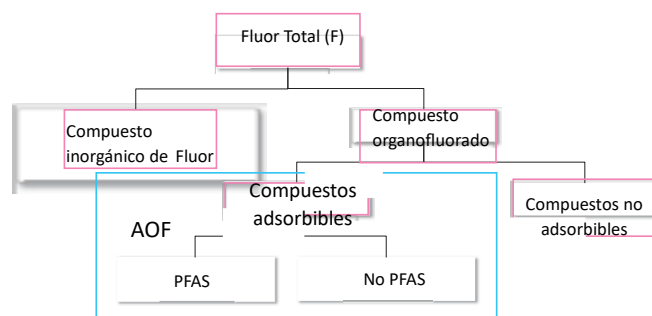 Fluor Total (F)
Compuesto
inorgánico de Fluor
Compuesto
organofluorado
Compuestos
adsorbibles
Compuestos no
adsorbibles
AOF
PFAS
No PFAS